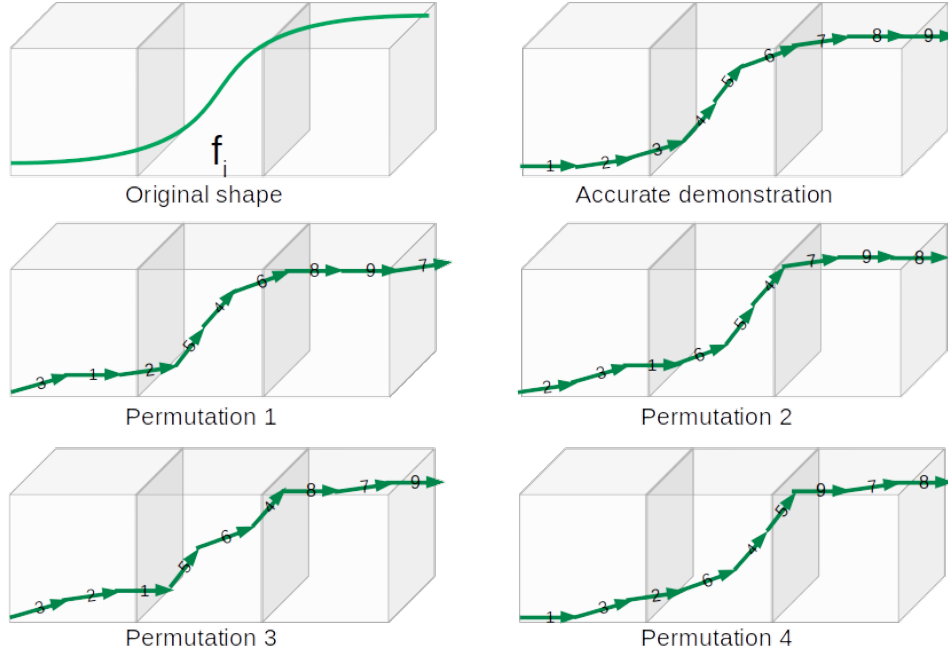 f_i
Original shape
1 2 3 4 5 6 7 8 9
Accurate demonstration
3 1 2 5 4 6 8 9 7
Permutation 1
2 3 1 6 5 4 7 9 8
Permutation 2
3 2 1 5 6 4 8 7 9
Permutation 3
1 3 2 6 4 5 9 7 8
Permutation 4